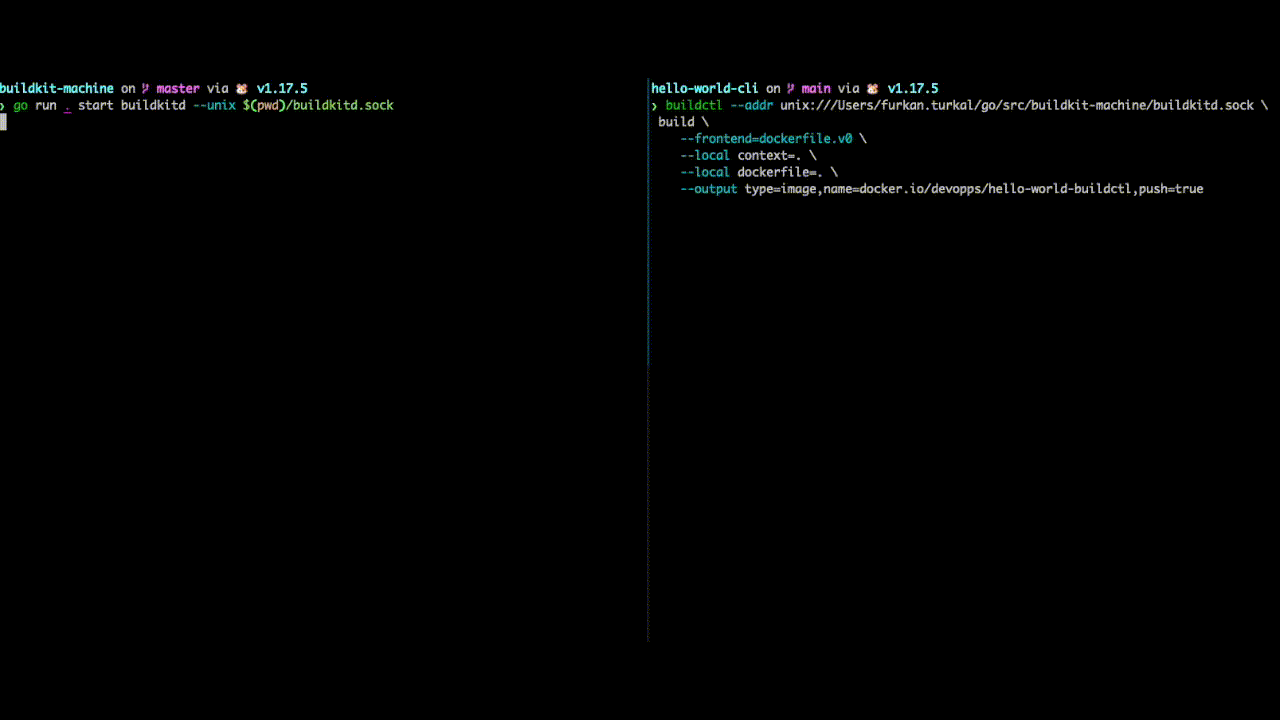 buildkit-machine on master via v1.17.5
❯ go run . start buildkitd --unix $(pwd)/buildkitd.sock
hello-world-cli on main via v1.17.5
❯ buildctl --addr unix:///Users/furkan.turkal/go/src/buildkit-machine/buildkitd.sock \
build \
--frontend=dockerfile.v0 \
--local context=. \
--local dockerfile=. \
--output type=image,name=docker.io/devopps/hello-world-buildctl,push=true